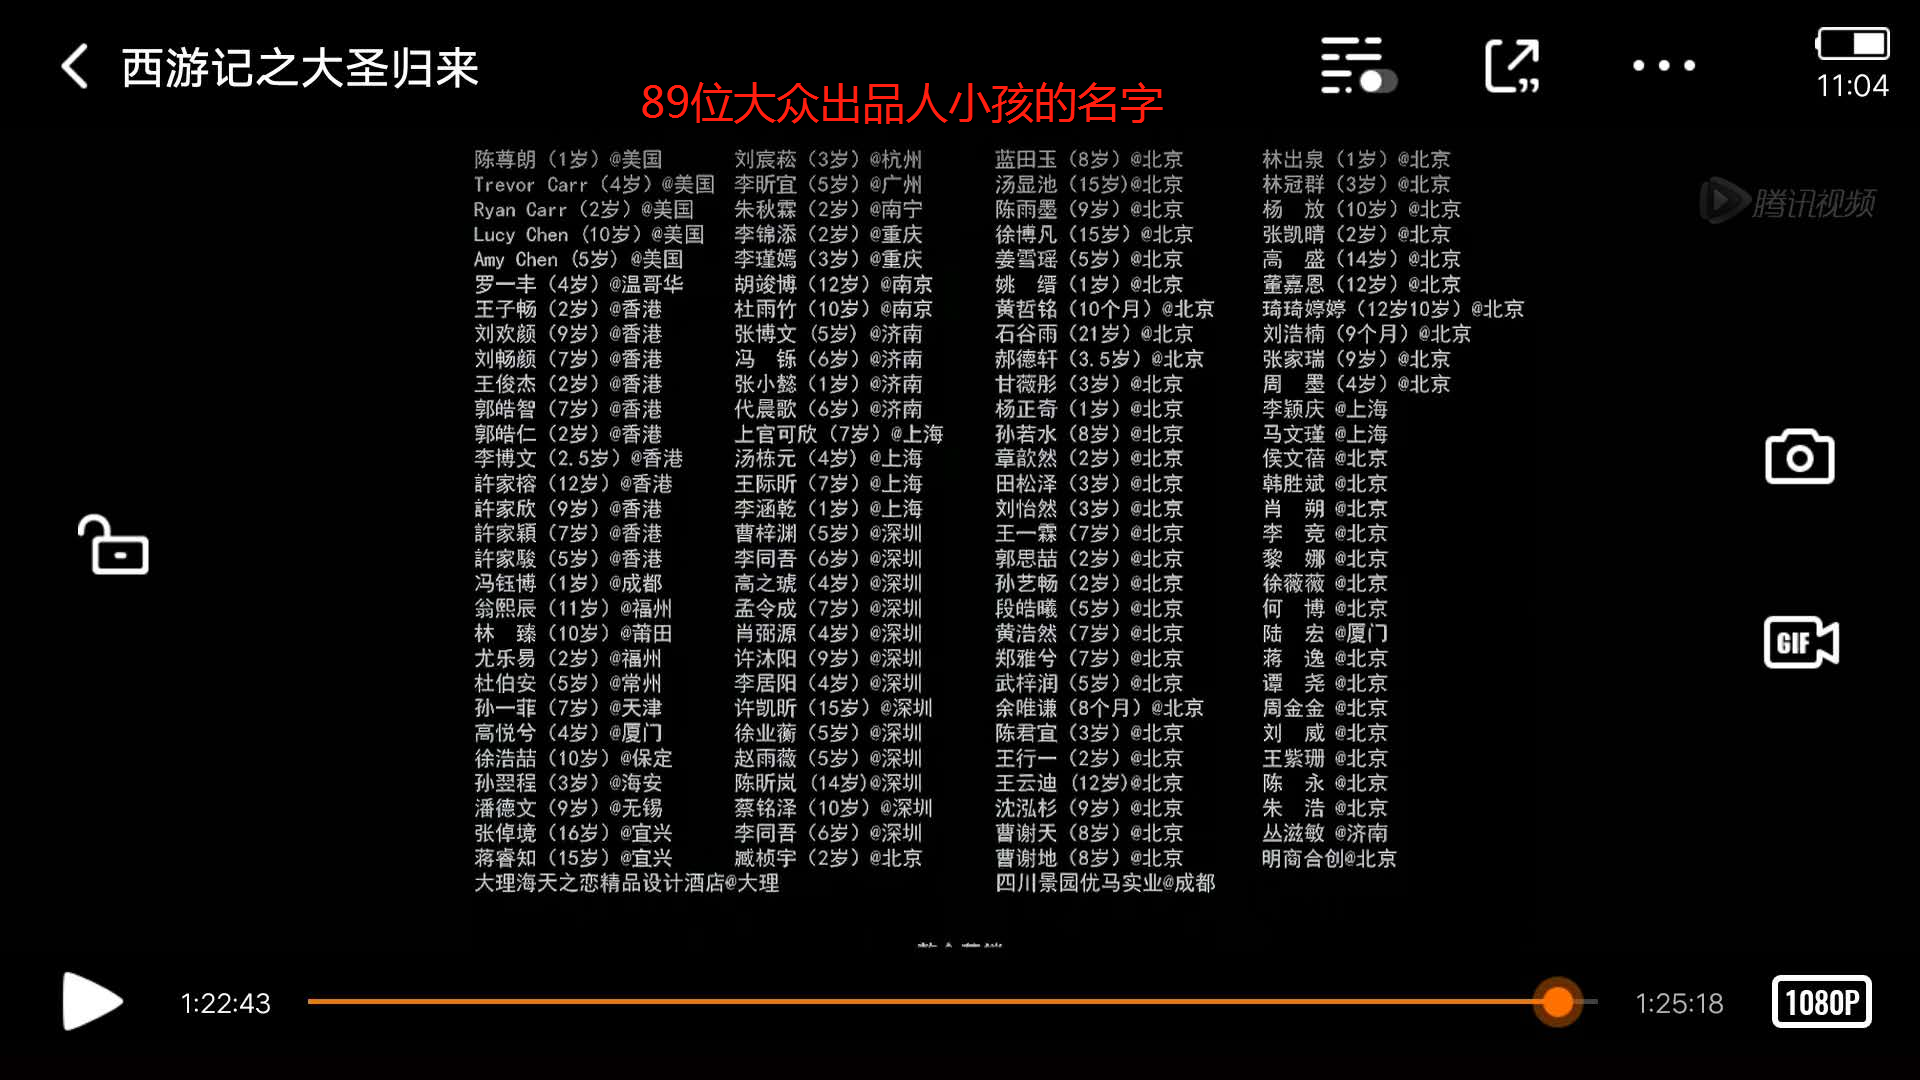 西游记之大圣归来
11:04
89位大众出品人小孩的名字
腾讯视频
陈尊朗（1岁）@美国 刘宸菘（3岁）@杭州 蓝田玉（8岁）@北京 林出泉（1岁）@北京
Trevor Carr（4岁）@美国 李昕宜（5岁）@广州 汤显池（15岁)@北京 林冠群（3岁）@北京
Ryan Carr（2岁）@美国 朱秋霖（2岁）@南宁 陈雨墨（9岁）@北京 杨　放（10岁）@北京
Lucy Chen（10岁）@美国 李锦添（2岁）@重庆 徐博凡（15岁）@北京 张凯晴（2岁）@北京
Amy Chen（5岁）@美国 李瑾嫣（3岁）@重庆 姜雪瑶（5岁）@北京 高　盛（14岁）@北京
罗一丰（4岁）@温哥华 胡竣博（12岁）@南京 姚　缙（1岁）@北京 董嘉恩（12岁）@北京
王子畅（2岁）@香港 杜雨竹（10岁）@南京 黄哲铭（10个月）@北京 琦琦婷婷（12岁10岁）@北京
刘欢颜（9岁）@香港 张博文（5岁）@济南 石谷雨（21岁）@北京 刘浩楠（9个月）@北京
刘畅颜（7岁）@香港 冯　铄（6岁）@济南 郝德轩（3.5岁）@北京 张家瑞（9岁）@北京
王俊杰（2岁）@香港 张小懿（1岁）@济南 甘薇彤（3岁）@北京 周　墨（4岁）@北京
郭皓智（7岁）@香港 代晨歌（6岁）@济南 杨正奇（1岁）@北京 李颖庆 @上海
郭皓仁（2岁）@香港 上官可欣（7岁）@上海 孙若水（8岁）@北京 马文瑾 @上海
李博文（2.5岁）@香港 汤栋元（4岁）@上海 章歆然（2岁）@北京 侯文蓓 @北京
許家榕（12岁）@香港 王际昕（7岁）@上海 田松泽（3岁）@北京 韩胜斌 @北京
許家欣（9岁）@香港 李涵乾（1岁）@上海 刘怡然（3岁）@北京 肖　朔 @北京
許家穎（7岁）@香港 曹梓渊（5岁）@深圳 王一霖（7岁）@北京 李　竞 @北京
許家駿（5岁）@香港 李同吾（6岁）@深圳 郭思喆（2岁）@北京 黎　娜 @北京
冯钰博（1岁）@成都 高之琥（4岁）@深圳 孙艺畅（2岁）@北京 徐薇薇 @北京
翁熙辰（11岁）@福州 孟令成（7岁）@深圳 段皓曦（5岁）@北京 何　博 @北京
林　臻（10岁）@莆田 肖弼源（4岁）@深圳 黄浩然（7岁）@北京 陆　宏 @厦门
尤乐易（2岁）@福州 许沐阳（9岁）@深圳 郑雅兮（7岁）@北京 蒋　逸 @北京
杜伯安（5岁）@常州 李居阳（4岁）@深圳 武梓润（5岁）@北京 谭　尧 @北京
孙一菲（7岁）@天津 许凯昕（15岁）@深圳 余唯谦（8个月）@北京 周金金 @北京
高悦兮（4岁）@厦门 徐业蘅（5岁）@深圳 陈君宜（3岁）@北京 刘　威 @北京
徐浩喆（10岁）@保定 赵雨薇（5岁）@深圳 王行一（2岁）@北京 王紫珊 @北京
孙翌程（3岁）@海安 陈昕岚（14岁)@深圳 王云迪（12岁)@北京 陈　永 @北京
潘德文（9岁）@无锡 蔡铭泽（10岁）@深圳 沈泓杉（9岁）@北京 朱　浩 @北京
张倬境（16岁）@宜兴 李同吾（6岁）@深圳 曹谢天（8岁）@北京 丛滋敏 @济南
蒋睿知（15岁）@宜兴 臧桢宇（2岁）@北京 曹谢地（8岁）@北京 明商合创@北京
大理海天之恋精品设计酒店@大理 四川景园优马实业@成都
GIF
1:22:43
1:25:18
1080P